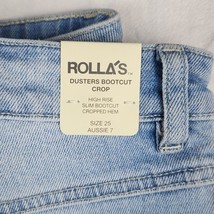 ROLLA'S
DUSTERS BOOTCUT
CROP
HIGH RISE
SLIM BOOTCUT
CROPPED HEM
SIZE 25
AUSSIE 7